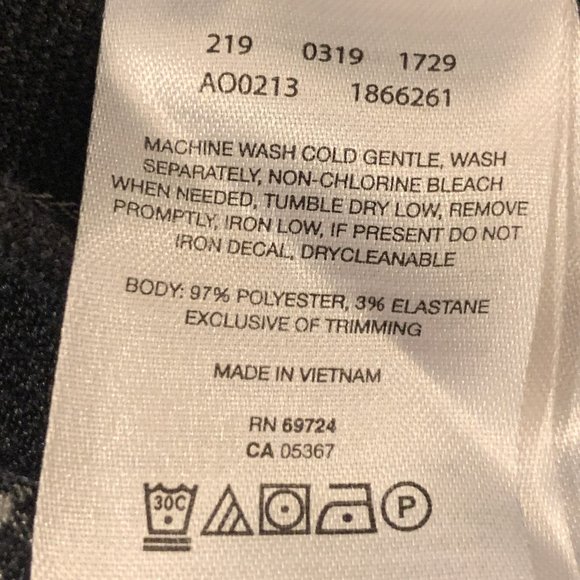 219 0319 1729
AO0213 1866261
MACHINE WASH COLD GENTLE, WASH
SEPARATELY, NON-CHLORINE BLEACH
WHEN NEEDED, TUMBLE DRY LOW, REMOVE
PROMPTLY, IRON LOW, IF PRESENT DO NOT
IRON DECAL, DRYCLEANABLE
BODY: 97% POLYESTER, 3% ELASTANE
EXCLUSIVE OF TRIMMING
MADE IN VIETNAM
RN 69724
CA 05367
30C P